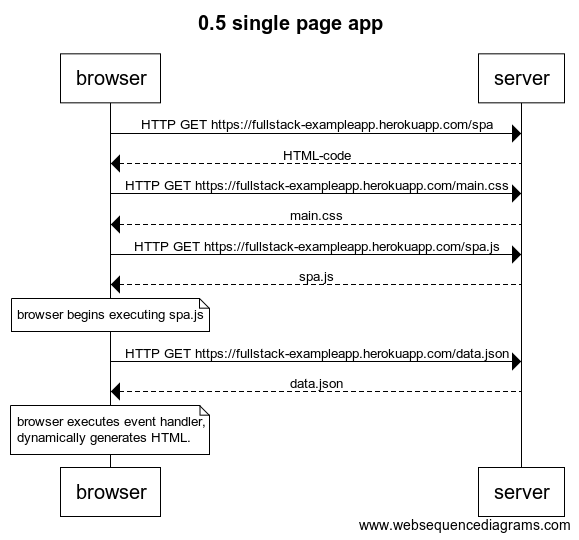 0.5 single page app
browser
server
HTTP GET https://fullstack-exampleapp.herokuapp.com/spa
HTML-code
HTTP GET https://fullstack-exampleapp.herokuapp.com/main.css
main.css
HTTP GET https://fullstack-exampleapp.herokuapp.com/spa.js
spa.js
browser begins executing spa.js
HTTP GET https://fullstack-exampleapp.herokuapp.com/data.json
data.json
browser executes event handler,
dynamically generates HTML.
browser
server
www.websequencediagrams.com